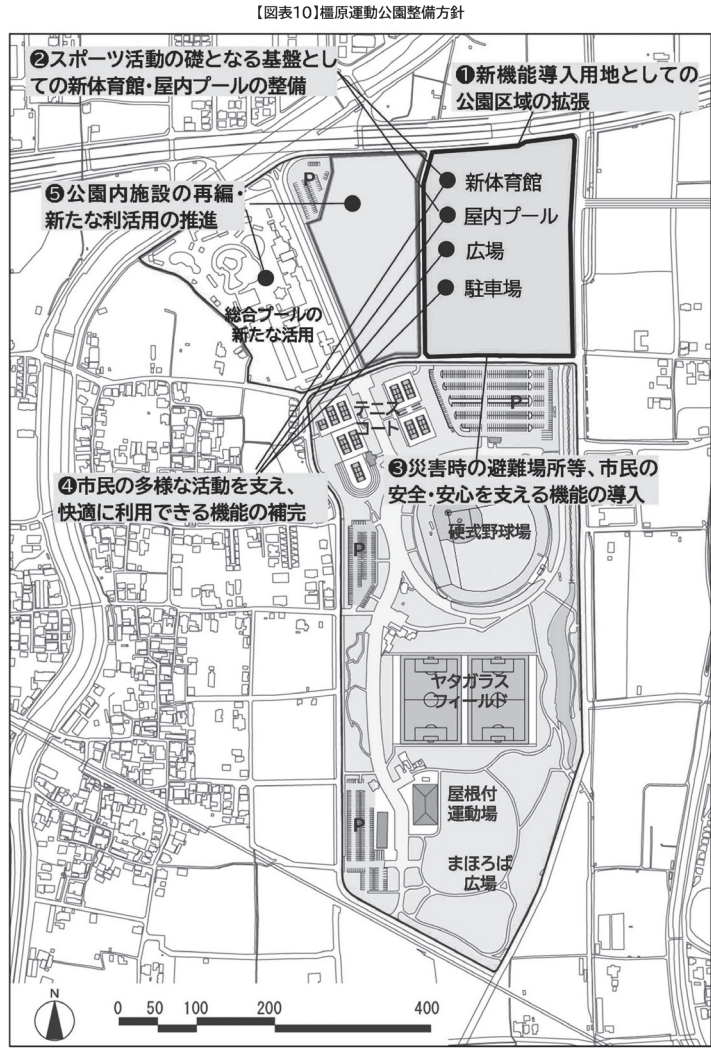 【図表10】橿原運動公園整備方針
❷スポーツ活動の礎となる基盤とし
ての新体育館・屋内プールの整備
❶新機能導入用地としての
公園区域の拡張
P
新体育館
❺公園内施設の再編・
新たな利活用の推進
屋内プール
広場
駐車場
総合プールの
新たな活用
テニス
コート
P
❸災害時の避難場所等、市民の
安全・安心を支える機能の導入
❹市民の多様な活動を支え、
快適に利用できる機能の補完
硬式野球場
P
ヤタガラス
フィールド
屋根付
運動場
P
まほろば
広場
N
0 50 100 200 400